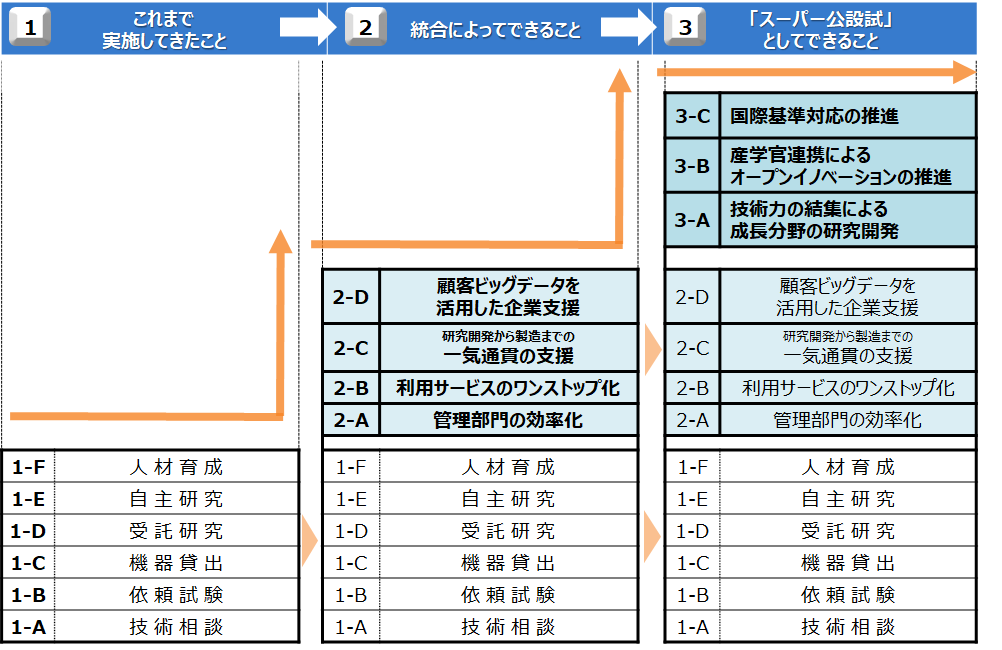 1
これまで
実施してきたこと
2
統合によってできること
3
「スーパー公設試」
としてできること
1-F 人材育成
1-E 自主研究
1-D 受託研究
1-C 機器貸出
1-B 依頼試験
1-A 技術相談
2-D 顧客ビッグデータを
活用した企業支援
2-C 研究開発から製造までの
一気通貫の支援
2-B 利用サービスのワンストップ化
2-A 管理部門の効率化
1-F 人材育成
1-E 自主研究
1-D 受託研究
1-C 機器貸出
1-B 依頼試験
1-A 技術相談
3-C 国際基準対応の推進
3-B 産学官連携による
オープンイノベーションの推進
3-A 技術力の結集による
成長分野の研究開発
2-D 顧客ビッグデータを
活用した企業支援
2-C 研究開発から製造までの
一気通貫の支援
2-B 利用サービスのワンストップ化
2-A 管理部門の効率化
1-F 人材育成
1-E 自主研究
1-D 受託研究
1-C 機器貸出
1-B 依頼試験
1-A 技術相談